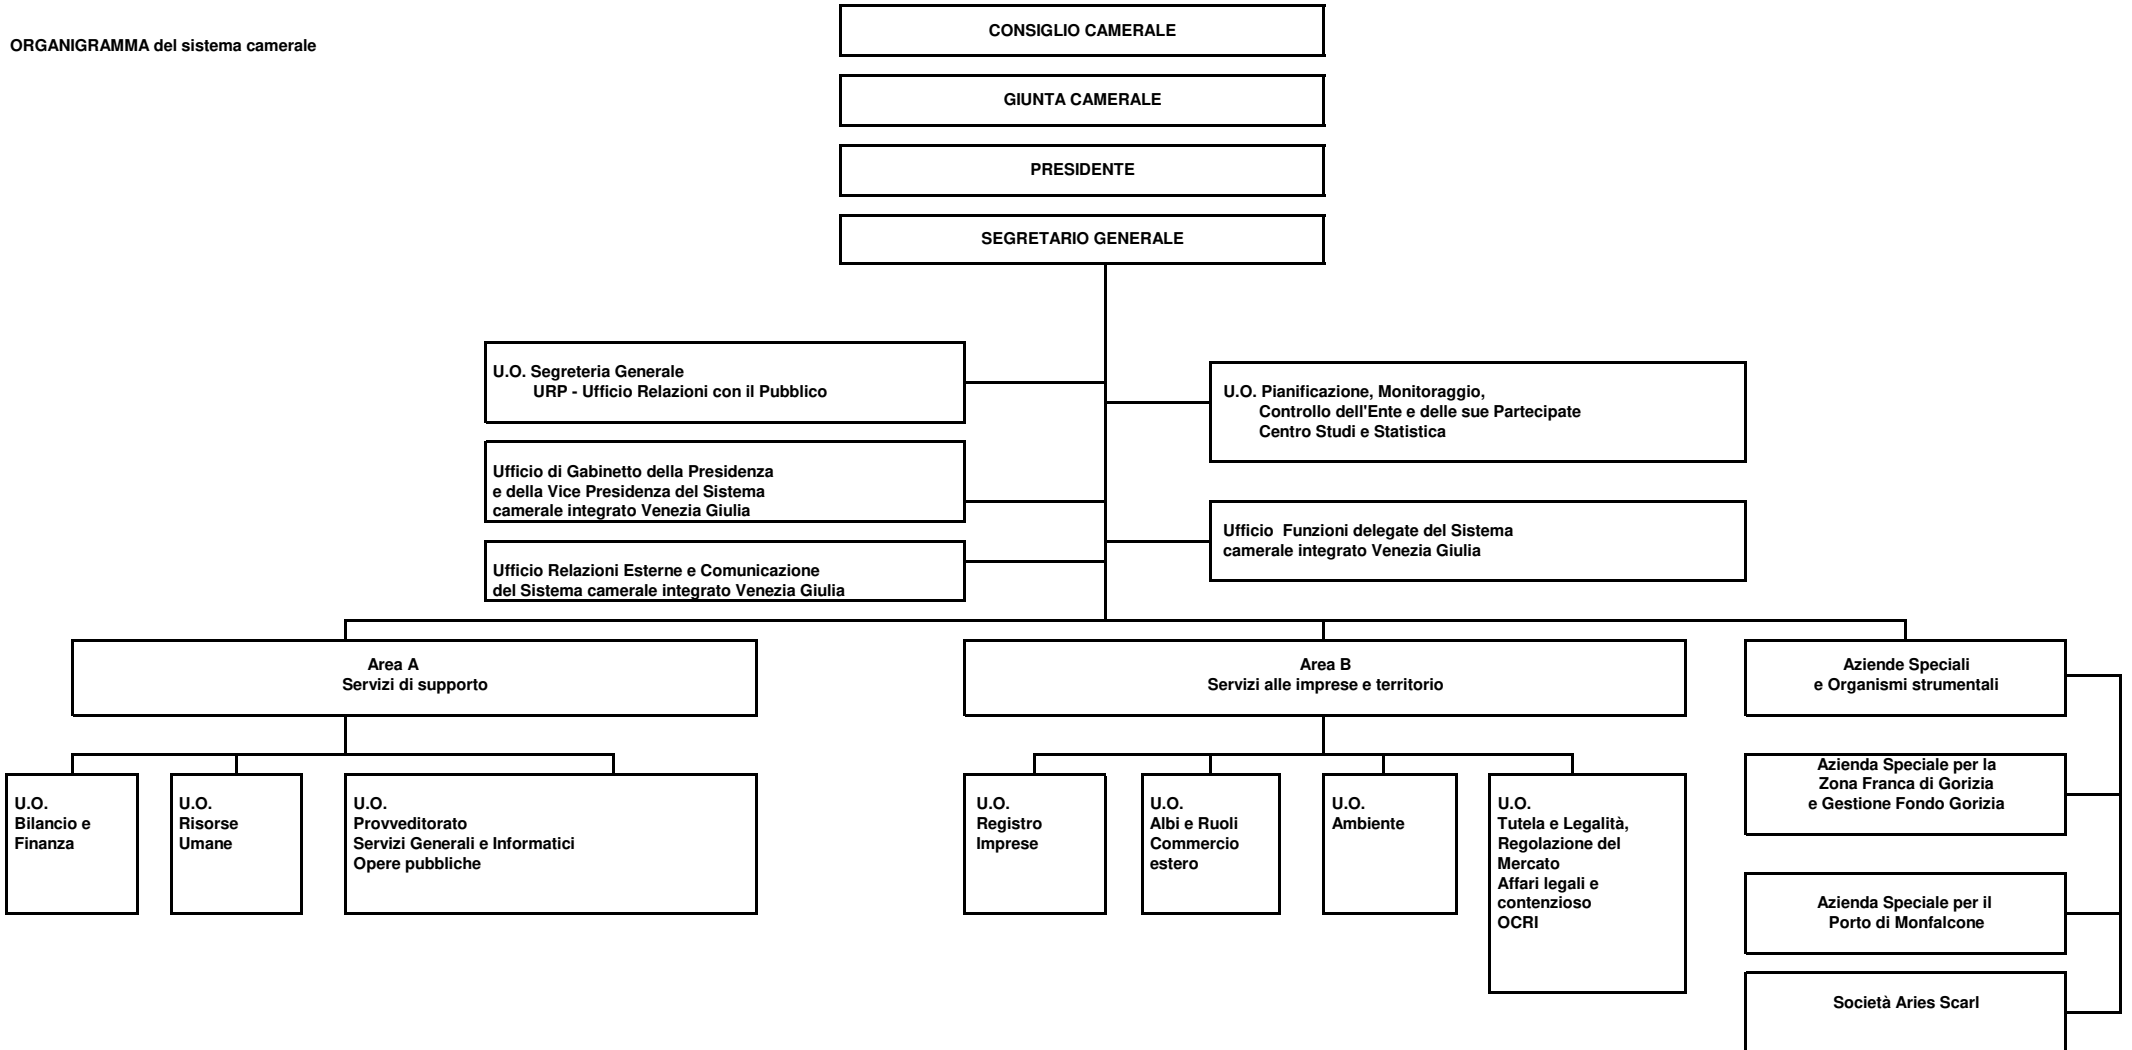 ORGANIGRAMMA del sistema camerale
CONSIGLIO CAMERALE
GIUNTA CAMERALE
PRESIDENTE
SEGRETARIO GENERALE
U.O. Segreteria Generale
URP - Ufficio Relazioni con il Pubblico
U.O. Pianificazione, Monitoraggio,
Controllo dell'Ente e delle sue Partecipate
Centro Studi e Statistica
Ufficio di Gabinetto della Presidenza
e della Vice Presidenza del Sistema
camerale integrato Venezia Giulia
Ufficio Funzioni delegate del Sistema
camerale integrato Venezia Giulia
Ufficio Relazioni Esterne e Comunicazione
del Sistema camerale integrato Venezia Giulia
Area A
Servizi di supporto
Area B
Servizi alle imprese e territorio
Aziende Speciali
e Organismi strumentali
U.O.
Bilancio e
Finanza
U.O.
Risorse
Umane
U.O.
Provveditorato
Servizi Generali e Informatici
Opere pubbliche
U.O.
Registro
Imprese
U.O.
Albi e Ruoli
Commercio
estero
U.O.
Ambiente
U.O.
Tutela e Legalità,
Regolazione del
Mercato
Affari legali e
contenzioso
OCRI
Azienda Speciale per la
Zona Franca di Gorizia
e Gestione Fondo Gorizia
Azienda Speciale per il
Porto di Monfalcone
Società Aries Scarl